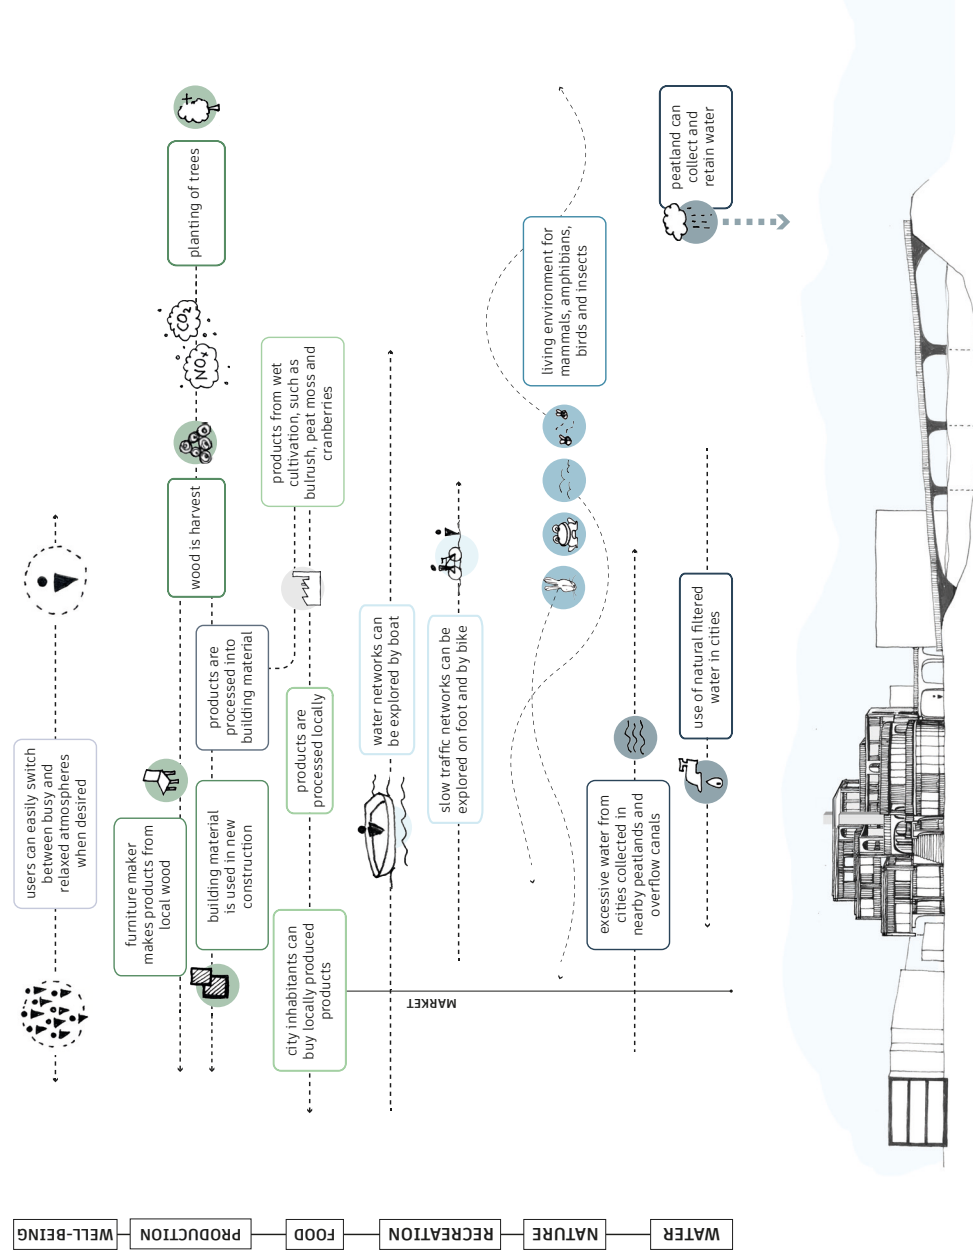 WELL-BEING
users can easily switch
between busy and
relaxed atmospheres
when desired
PRODUCTION
furniture maker
makes products from
local wood
building material
is used in new
construction
products are
processed into
building material
wood is harvest
NOx
CO2
planting of trees
FOOD
city inhabitants can
buy locally produced
products
products are
processed locally
products from wet
cultivation, such as
bulrush, peat moss and
cranberries
MARKET
RECREATION
water networks can
be explored by boat
slow traffic networks can be
explored on foot and by bike
NATURE
living environment for
mammals, amphibians,
birds and insects
WATER
excessive water from
cities collected in
nearby peatlands and
overflow canals
use of natural filtered
water in cities
peatland can
collect and
retain water